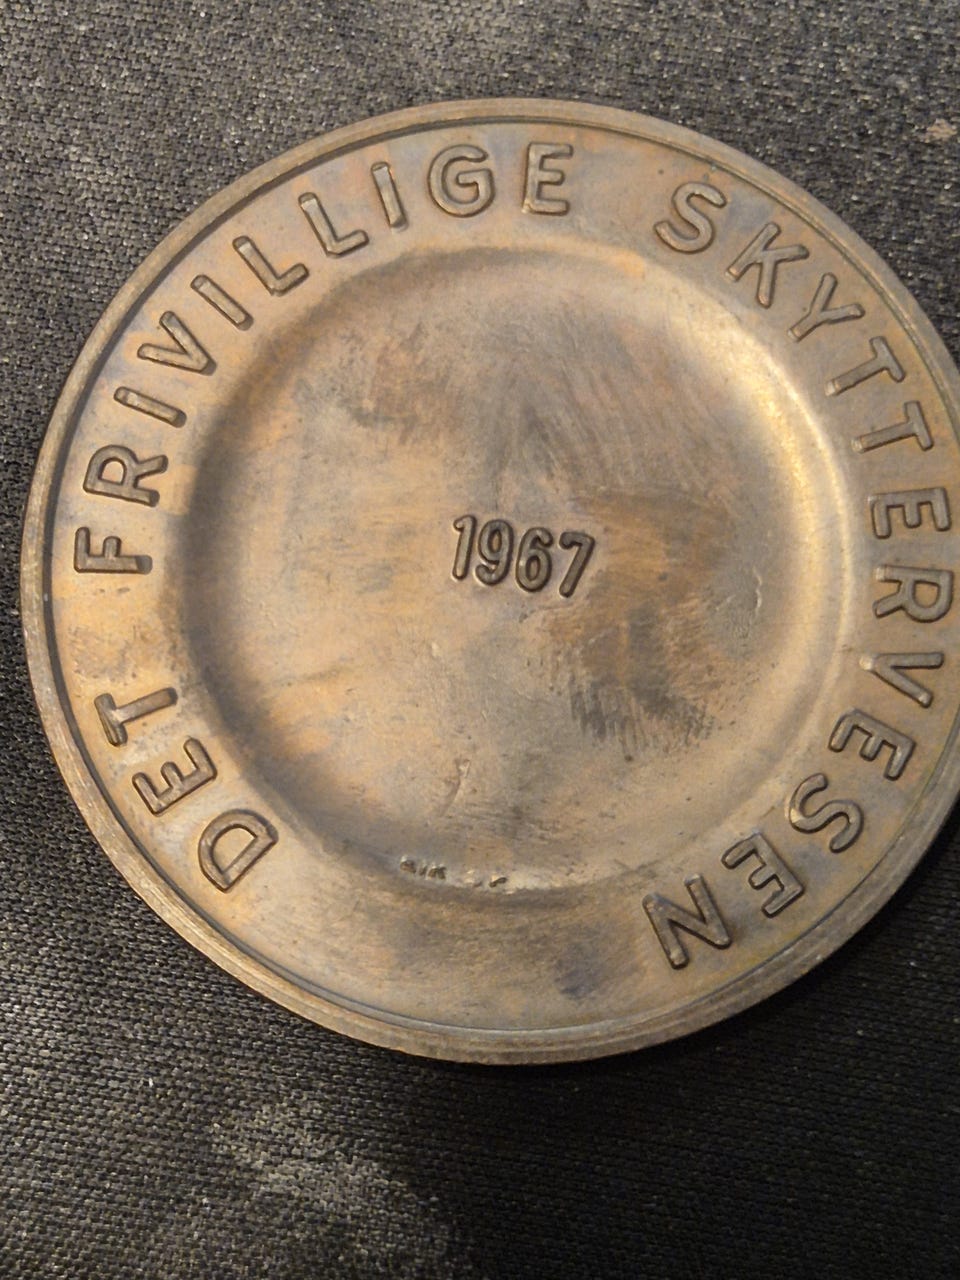 DET FRIVILLIGE SKYTTERVESEN
1967